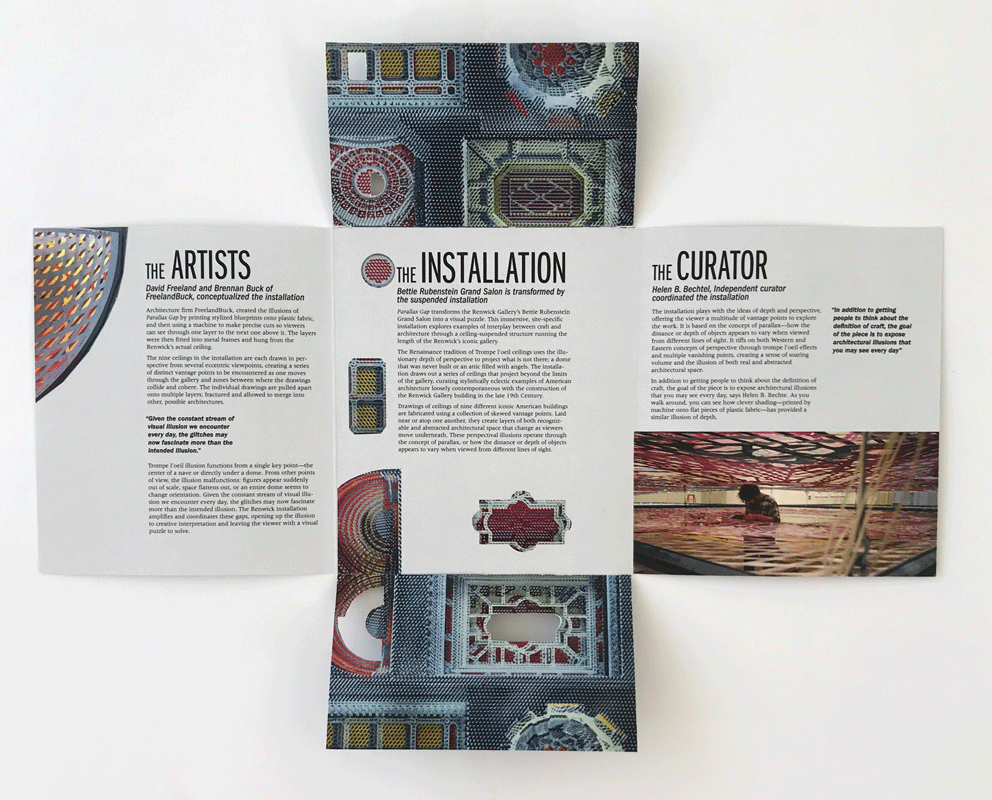 THE ARTISTS
David Freeland and Brennan Buck of
FreelandBuck, conceptualized the installation
Architecture firm FreelandBuck, created the illusions of
Parallax Gap by printing stylized blueprints onto plastic fabric,
and then using a machine to make precise cuts so viewers
can see through one layer to the next one above it. The layers
were then fitted into metal frames and hung from the
Renwick's actual ceiling.
The nine ceilings in the installation are each drawn in per-
spective from several eccentric viewpoints, creating a series
of distinct vantage points to be encountered as one moves
through the gallery and zones between where the drawings
collide and cohere. The individual drawings are pulled apart
onto multiple layers; fractured and allowed to merge into
other, possible architectures.
"Given the constant stream of
visual illusion we encounter
every day, the glitches may
now fascinate more than the
intended illusion."
Trompe l'oeil illusion functions from a single key point—the
center of a nave or directly under a dome. From other points
of view, the illusion malfunctions: figures appear suddenly
out of scale, space flattens out, or an entire dome seems to
change orientation. Given the constant stream of visual illu-
sion we encounter every day, the glitches may now fascinate
more than the intended illusion. The Renwick installation
amplifies and coordinates these gaps, opening up the illusion
to creative interpretation and leaving the viewer with a visual
puzzle to solve.
THE INSTALLATION
Bettie Rubenstein Grand Salon is transformed by
the suspended installation
Parallax Gap transforms the Renwick Gallery's Bettie Rubenstein
Grand Salon into a visual puzzle. This immersive, site-specific
installation explores examples of interplay between craft and
architecture through a ceiling-suspended structure running the
length of the Renwick's iconic gallery.
The Renaissance tradition of Trompe l'oeil ceilings uses the illu-
sionary depth of perspective to project what is not there; a dome
that was never built or an attic filled with angels. The installa-
tion draws out a series of ceilings that project beyond the limits
of the gallery, curating stylistically eclectic examples of American
architecture loosely contemporaneous with the construction of
the Renwick Gallery building in the late 19th Century.
Drawings of ceilings of nine different iconic American buildings
are fabricated using a collection of skewed vantage points. Laid
near or atop one another, they create layers of both recogniz-
able and abstracted architectural space that change as viewers
move underneath. These perspectival illusions operate through
the concept of parallax, or how the distance or depth of objects
appears to vary when viewed from different lines of sight.
THE CURATOR
Helen B. Bechtel, Independent curator
coordinated the installation
The installation plays with the ideas of depth and perspective,
offering the viewer a multitude of vantage points to explore
the work. It is based on the concept of parallax—how the
distance or depth of objects appears to vary when viewed
from different lines of sight. It riffs on both Western and
Eastern concepts of perspective through trompe l'oeil effects
and multiple vanishing points, creating a sense of soaring
volume and the illusion of both real and abstracted
architecture.
In addition to getting people to think about the definition of
craft, the goal of the piece is to expose architectural illusions
that you may see every day, says Helen B. Bechte. As you
walk around, you can see how clever shading—printed by
machine onto flat pieces of plastic fabric—has provided a
similar illusion of depth.
"In addition to getting
people to think about the
definition of craft, the goal
of the piece is to expose
architectural illusions that
you may see every day"